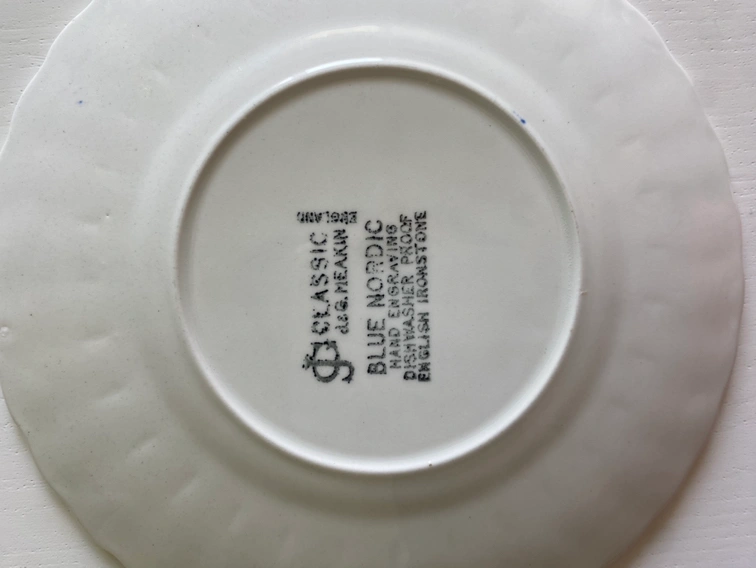 CLASSIC
J&G. MEAKIN
ENGLAND
BLUE NORDIC
HAND ENGRAVING
DISHWASHER PROOF
ENGLISH IRONSTONE